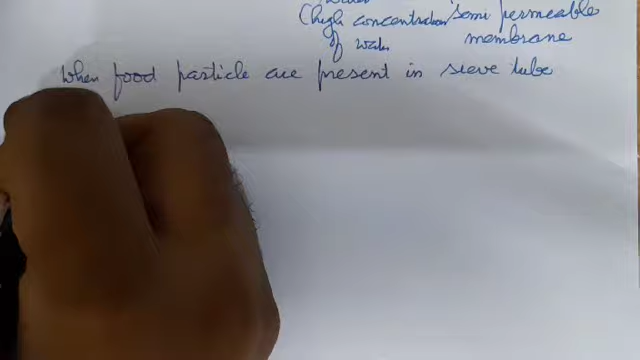 (high concentration semi permeable
of water membrane
when food particle are present in sieve tube